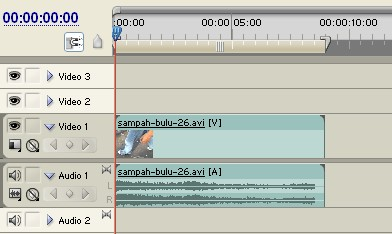 00:00:00:00
:00:00 00:00:05:00 00:00:10:00
Video 3
Video 2
Video 1 sampah-bulu-26.avi [V]
Audio 1 sampah-bulu-26.avi [A]
L
R
Audio 2